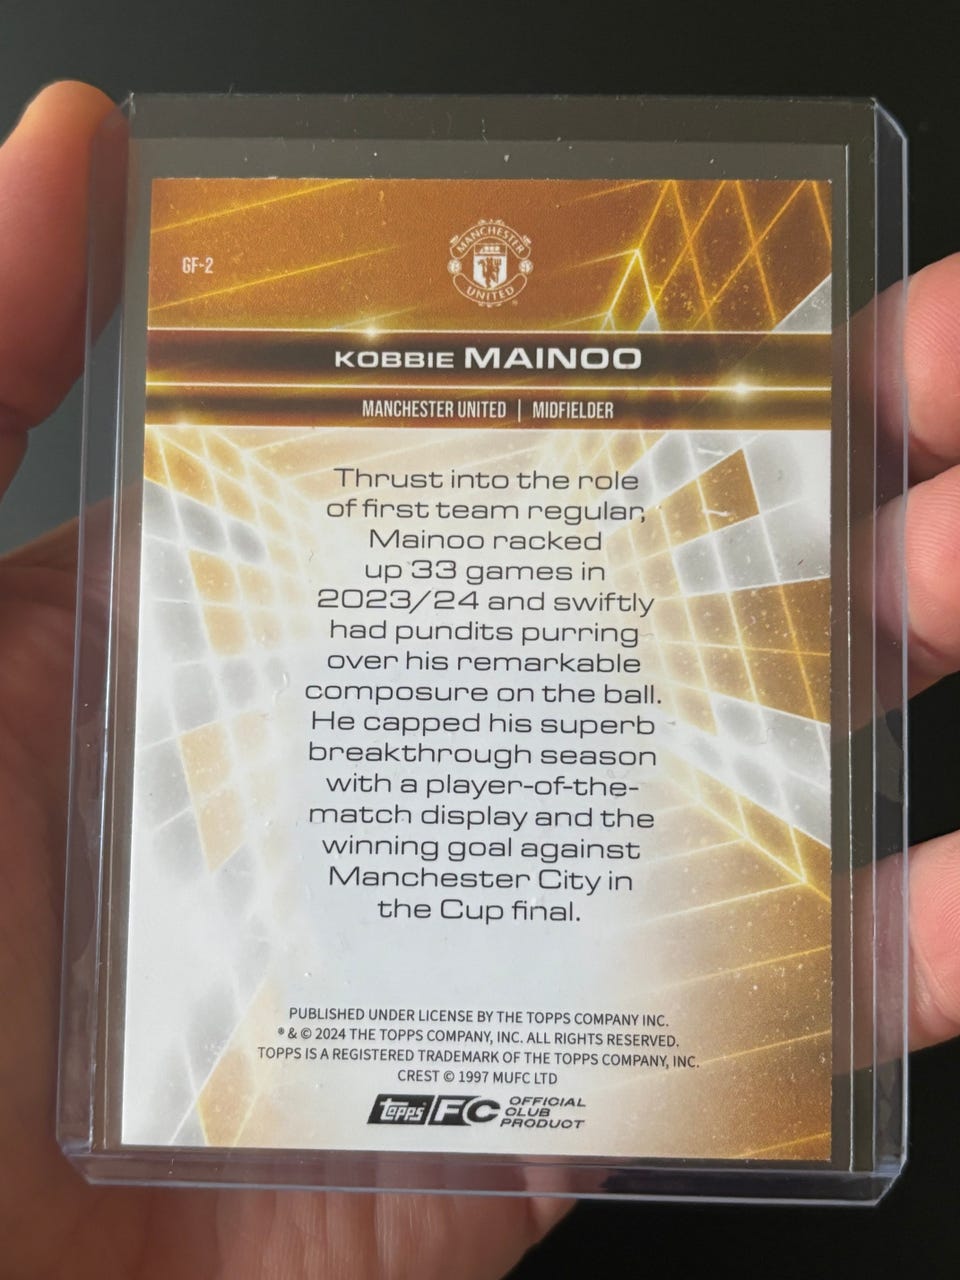 GF-2
MANCHESTER
UNITED
KOBBIE MAINOO
MANCHESTER UNITED | MIDFIELDER
Thrust into the role
of first team regular,
Mainoo racked
up 33 games in
2023/24 and swiftly
had pundits purring
over his remarkable
composure on the ball.
He capped his superb
breakthrough season
with a player-of-the-
match display and the
winning goal against
Manchester City in
the Cup final.
PUBLISHED UNDER LICENSE BY THE TOPPS COMPANY INC.
® & © 2024 THE TOPPS COMPANY, INC. ALL RIGHTS RESERVED.
TOPPS IS A REGISTERED TRADEMARK OF THE TOPPS COMPANY, INC.
CREST © 1997 MUFC LTD
Topps FC OFFICIAL
CLUB
PRODUCT